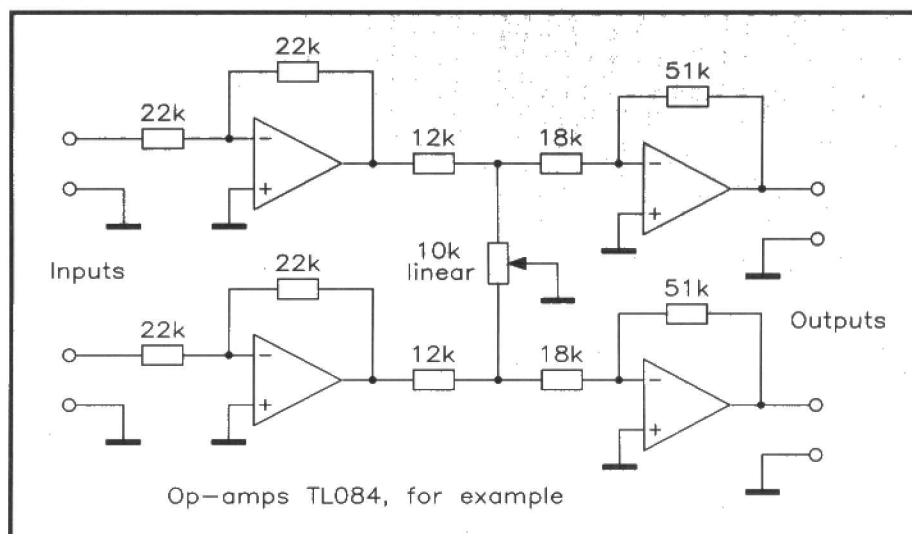 22k
51k
22k
12k
18k
−
+
−
+
Inputs
10k
linear
22k
51k
Outputs
22k
12k
18k
−
+
−
+
Op-amps TL084, for example